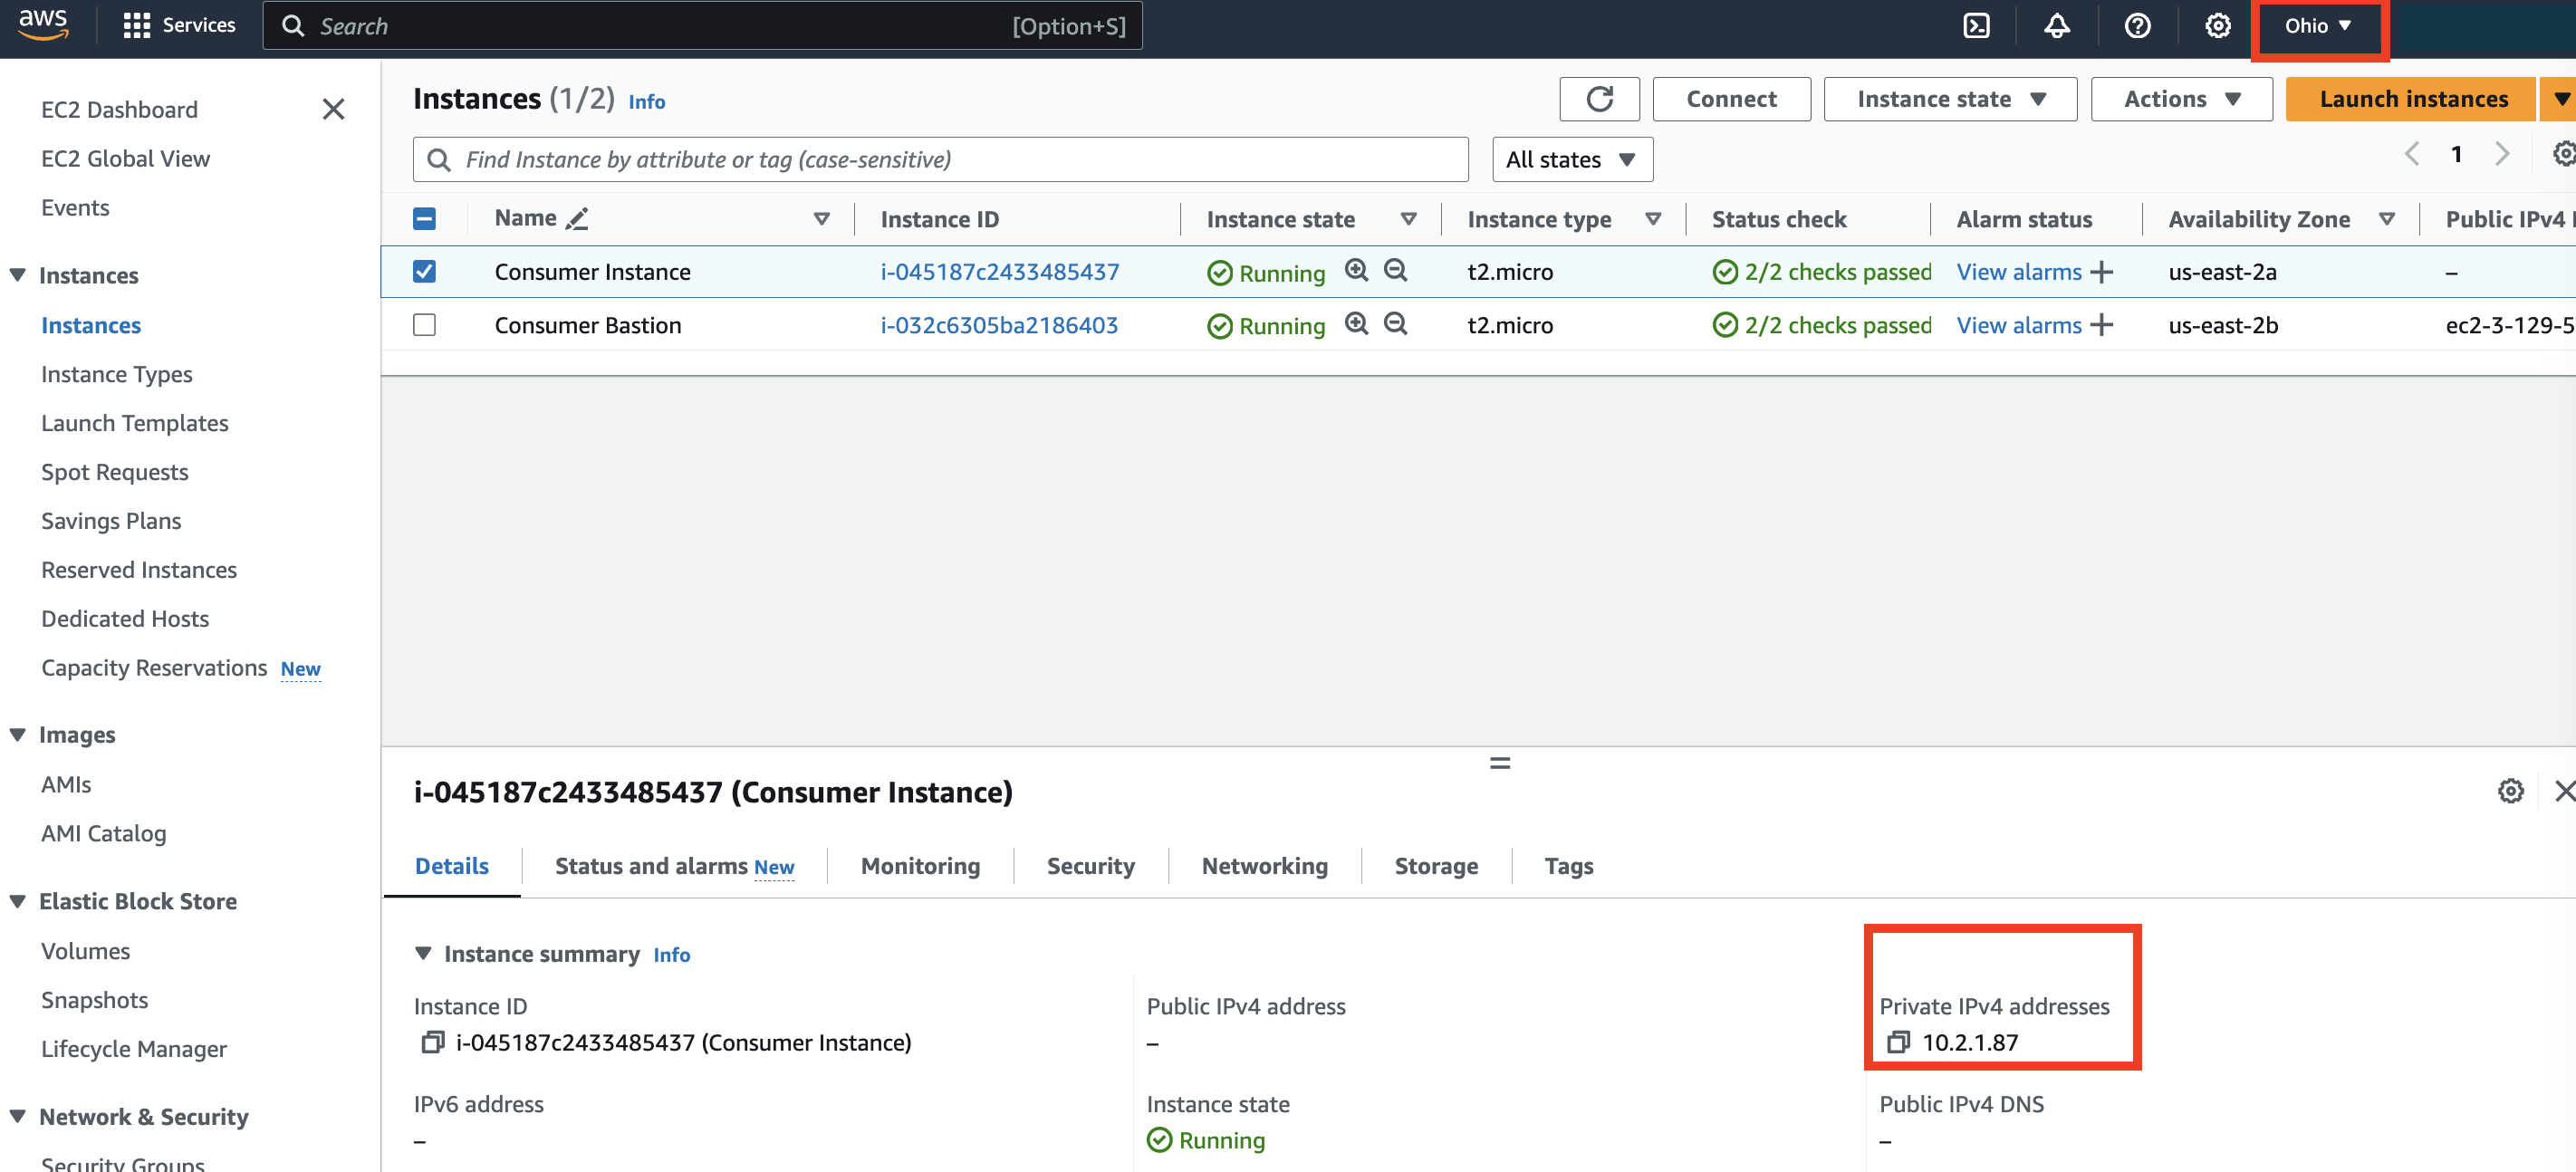 aws
Services
Search [Option+S]
Ohio
EC2 Dashboard
EC2 Global View
Events
Instances
Instances
Instance Types
Launch Templates
Spot Requests
Savings Plans
Reserved Instances
Dedicated Hosts
Capacity Reservations New
Images
AMIs
AMI Catalog
Elastic Block Store
Volumes
Snapshots
Lifecycle Manager
Network & Security
Security Groups
Instances (1/2) Info
Connect
Instance state
Actions
Launch instances
Find Instance by attribute or tag (case-sensitive)
All states
1
Name Instance ID Instance state Instance type Status check Alarm status Availability Zone Public IPv4
Consumer Instance i-045187c2433485437 Running t2.micro 2/2 checks passed View alarms us-east-2a –
Consumer Bastion i-032c6305ba2186403 Running t2.micro 2/2 checks passed View alarms us-east-2b ec2-3-129-5
i-045187c2433485437 (Consumer Instance)
Details Status and alarms New Monitoring Security Networking Storage Tags
Instance summary Info
Instance ID
i-045187c2433485437 (Consumer Instance)
Public IPv4 address
–
Private IPv4 addresses
10.2.1.87
IPv6 address
–
Instance state
Running
Public IPv4 DNS
–